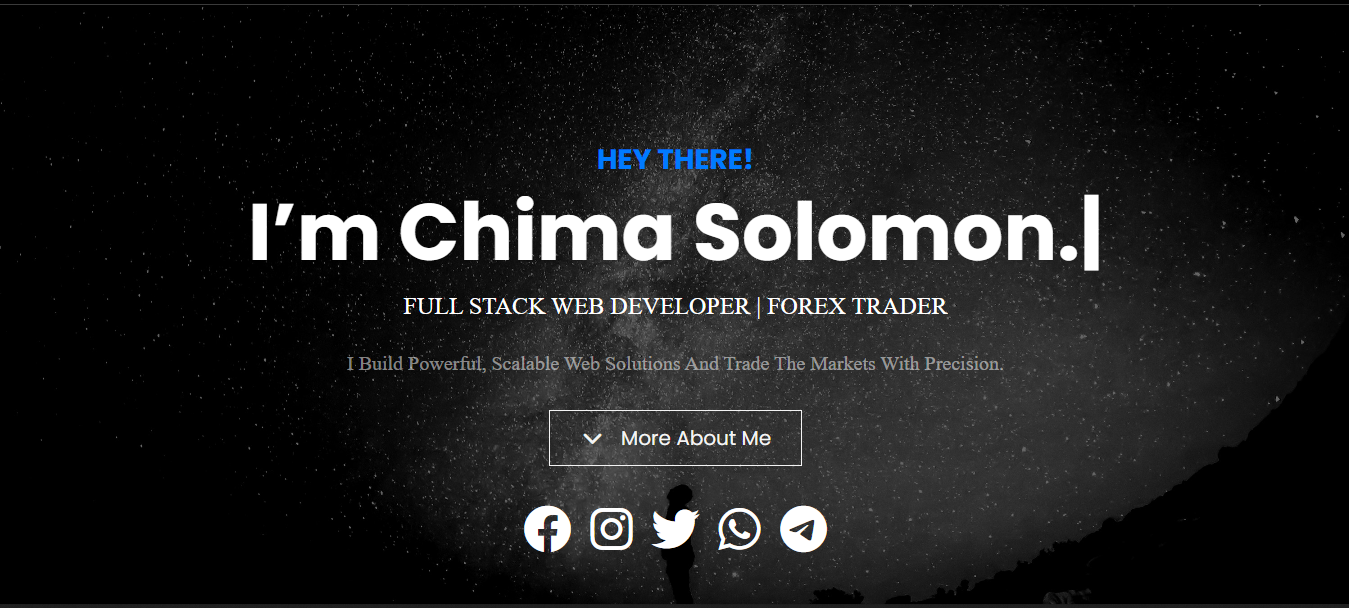 HEY THERE!
I’m Chima Solomon.|
FULL STACK WEB DEVELOPER | FOREX TRADER
I Build Powerful, Scalable Web Solutions And Trade The Markets With Precision.
More About Me